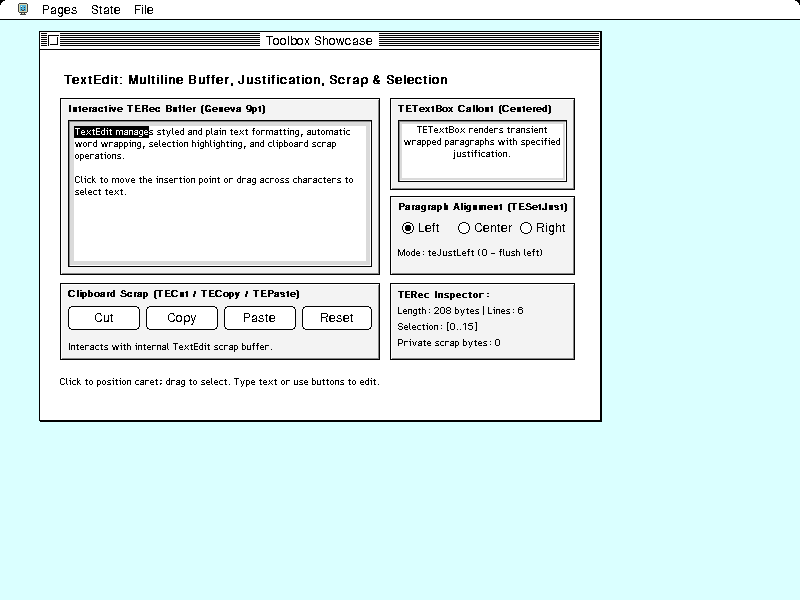 Pages State File
Toolbox Showcase
TextEdit: Multiline Buffer, Justification, Scrap & Selection
Interactive TERec Buffer (Geneva 9pt)
TextEdit manages styled and plain text formatting, automatic
word wrapping, selection highlighting, and clipboard scrap
operations.
Click to move the insertion point or drag across characters to
select text.
TETextBox Callout (Centered)
TETextBox renders transient
wrapped paragraphs with specified
justification.
Paragraph Alignment (TESetJust)
Left Center Right
Mode: teJustLeft (0 - flush left)
Clipboard Scrap (TECut / TECopy / TEPaste)
Cut Copy Paste Reset
Interacts with internal TextEdit scrap buffer.
TERec Inspector:
Length: 208 bytes | Lines: 6
Selection: [0..15]
Private scrap bytes: 0
Click to position caret; drag to select. Type text or use buttons to edit.